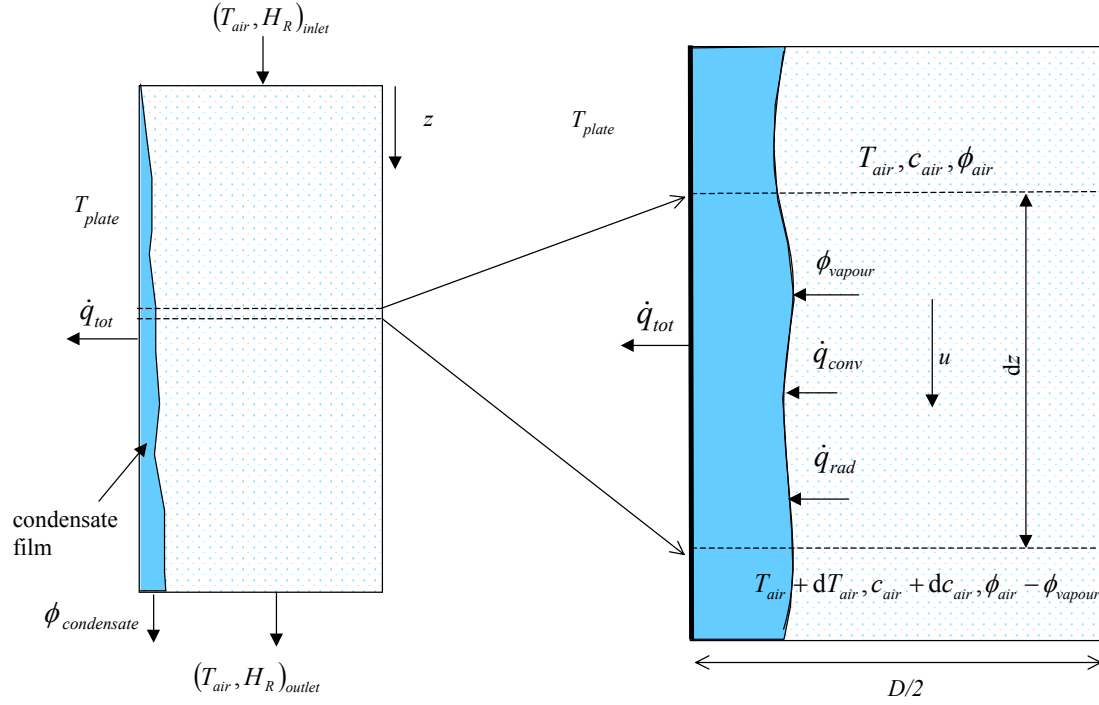 (T_air, H_R)_inlet
z
T_plate
q̇_tot
condensate
film
ϕ_condensate
(T_air, H_R)_outlet
T_plate
T_air, c_air, ϕ_air
ϕ_vapour
q̇_tot
q̇_conv
u
dz
q̇_rad
T_air + dT_air, c_air + dc_air, ϕ_air − ϕ_vapour
D/2